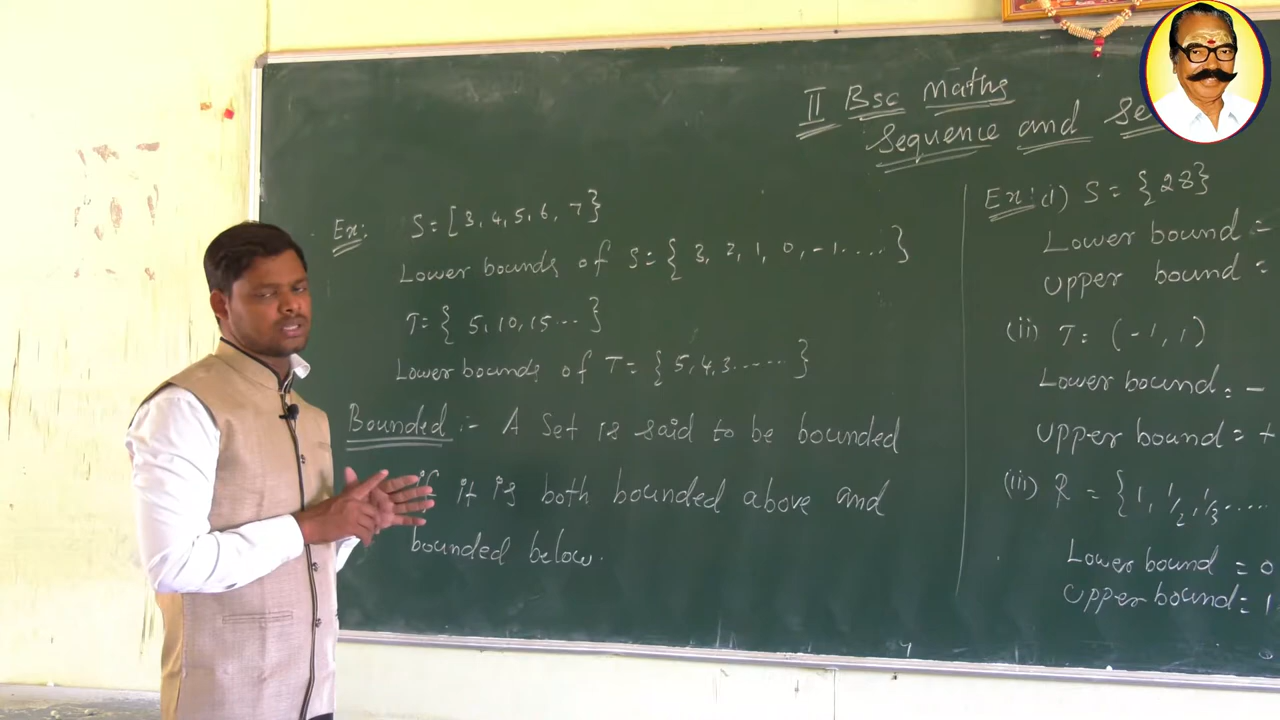 II Bsc Maths
Sequence and Se
Ex: S = [3, 4, 5, 6, 7}
Lower bounds of S = { 3, 2, 1, 0, -1.... }
T = { 5, 10, 15... }
Lower bounds of T = { 5, 4, 3...... }
Bounded :- A Set is said to be bounded
if it is both bounded above and
bounded below.
Ex: (i) S = {28}
Lower bound =
upper bound =
(ii) T = (-1, 1)
Lower bound = -
upper bound = +
(iii) R = {1, 1/2, 1/3.....
Lower bound = 0
Upper bound = 1